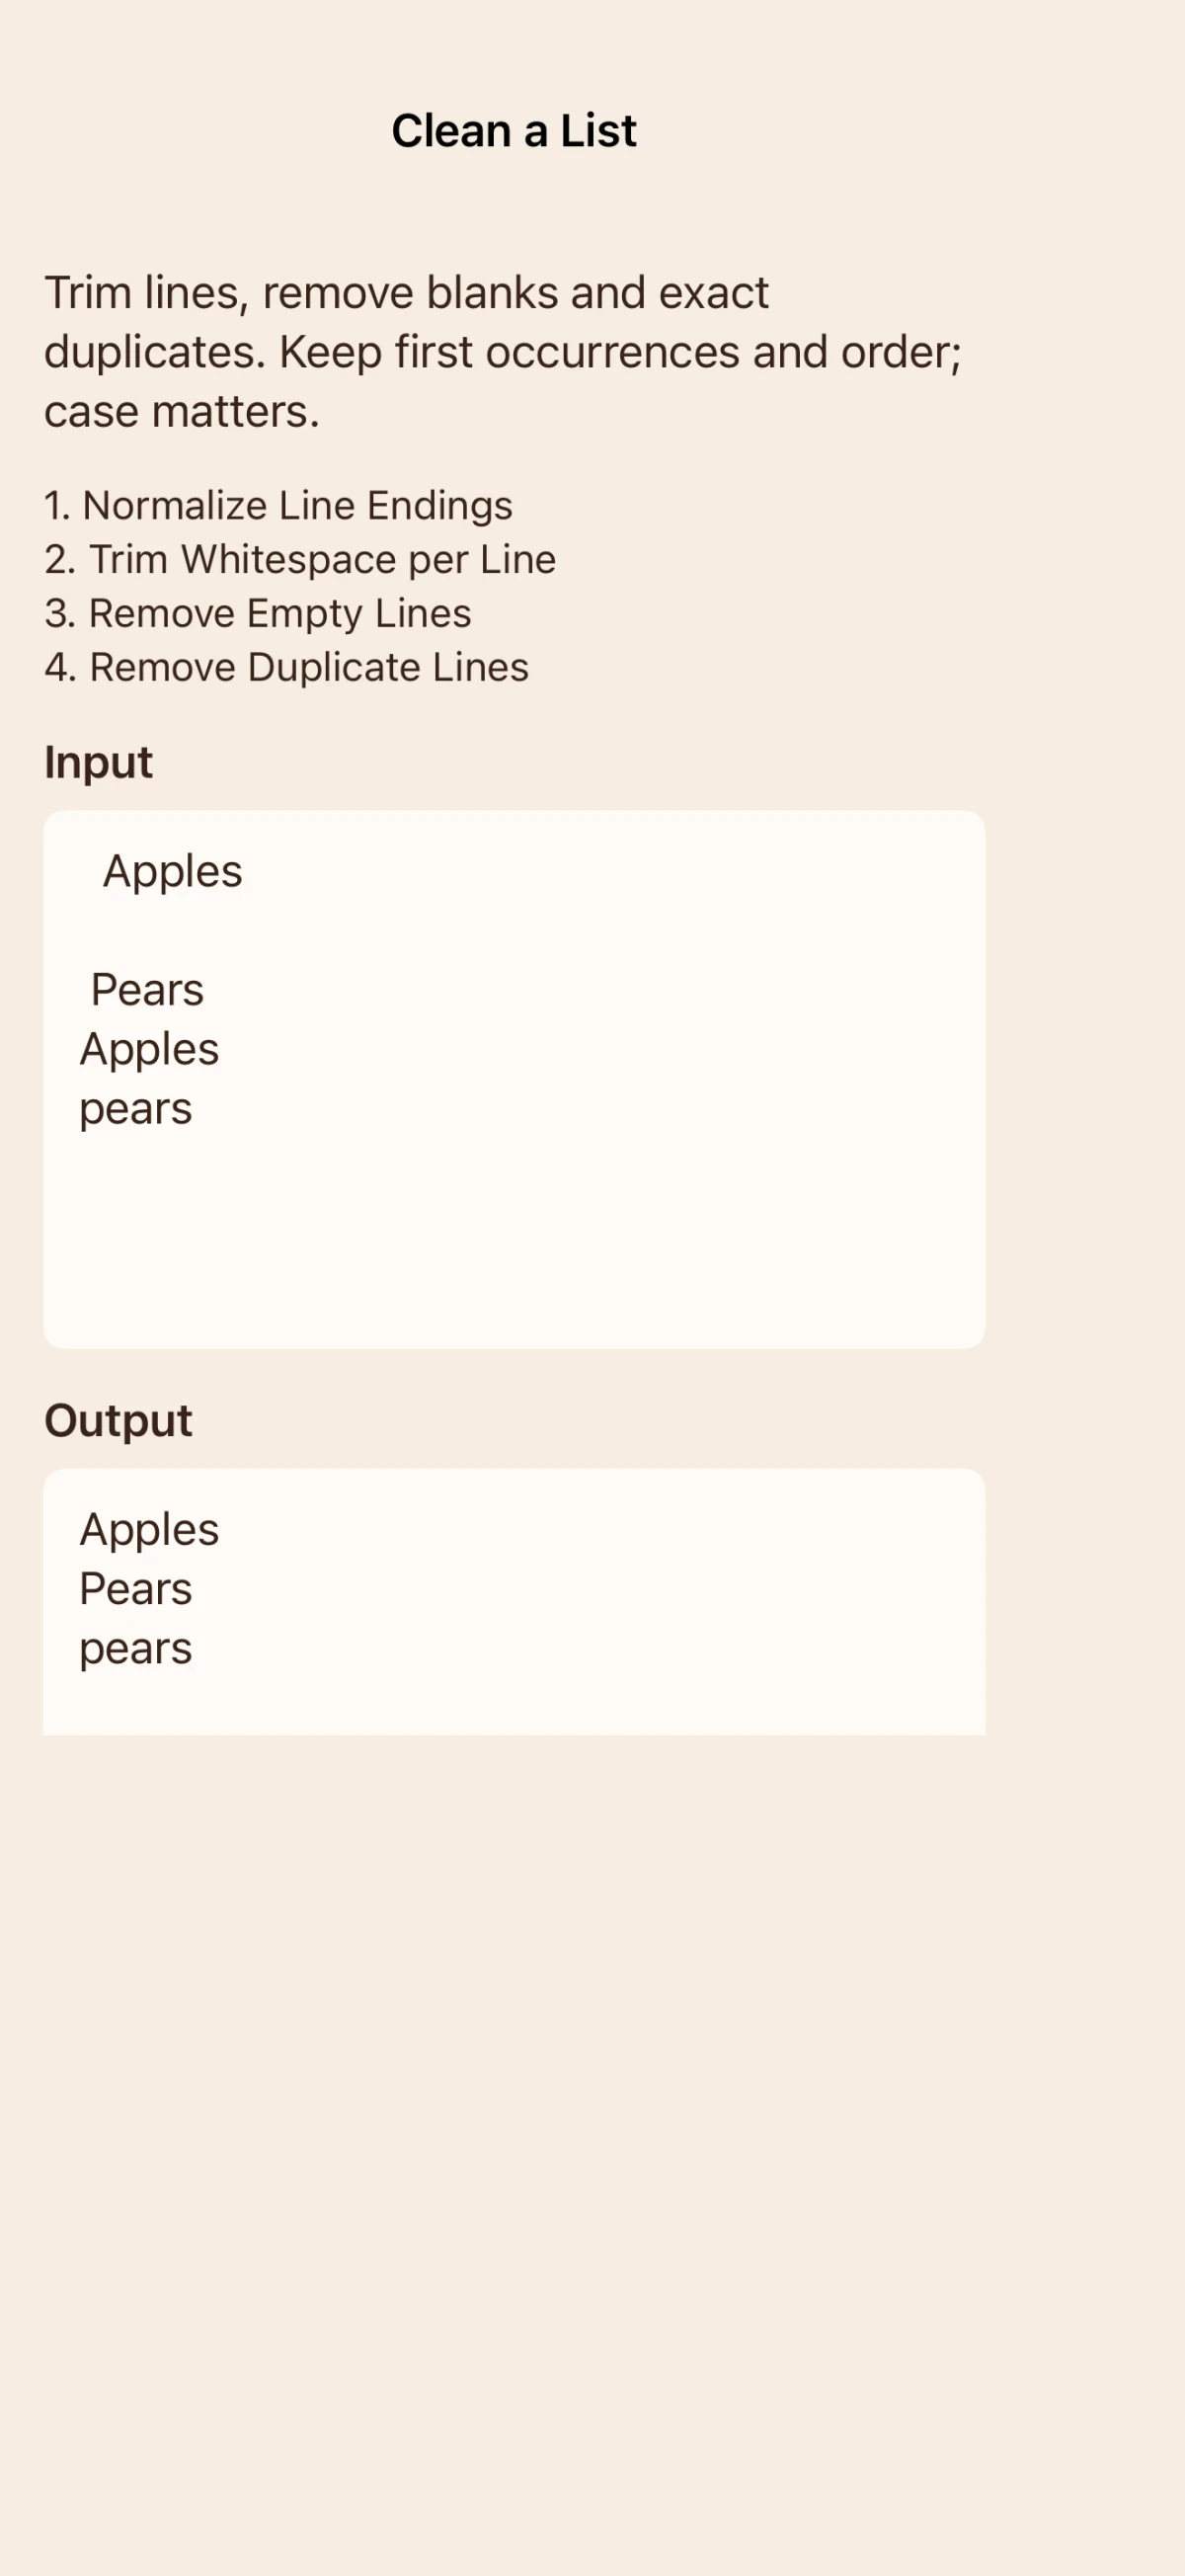 Clean a List
Trim lines, remove blanks and exact
duplicates. Keep first occurrences and order;
case matters.
1. Normalize Line Endings
2. Trim Whitespace per Line
3. Remove Empty Lines
4. Remove Duplicate Lines
Input
Apples
Pears
Apples
pears
Output
Apples
Pears
pears